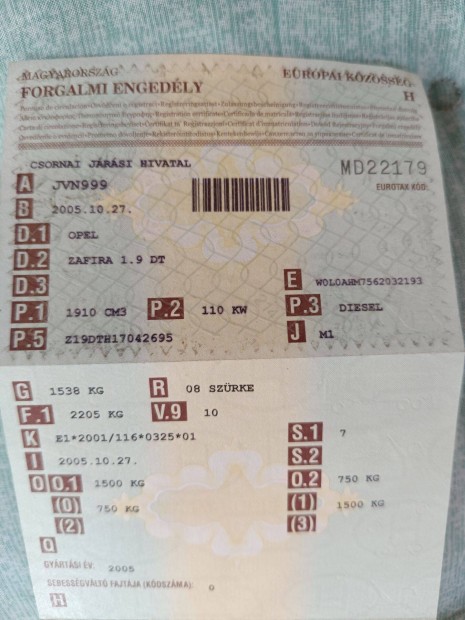 MAGYARORSZÁG EURÓPAI KÖZÖSSÉG
FORGALMI ENGEDÉLY H
CSORNAI JÁRÁSI HIVATAL MD22179
A JVN999 EUROTAX KÓD:
B 2005.10.27.
D.1 OPEL
D.2 ZAFIRA 1.9 DT
D.3 E W0L0AHM7562032193
P.1 1910 CM3 P.2 110 KW P.3 DIESEL
P.5 Z19DTH17042695 J M1
G 1538 KG R 08 SZÜRKE
F.1 2205 KG V.9 10
K E1*2001/116*0325*01 S.1 7
I 2005.10.27. S.2
O O.1 1500 KG O.2 750 KG
(0) 750 KG (1) 1500 KG
(2) (3)
Q
GYÁRTÁSI ÉV: 2005
SEBESSÉGVÁLTÓ FAJTÁJA (KÓDSZÁMA): 0
H